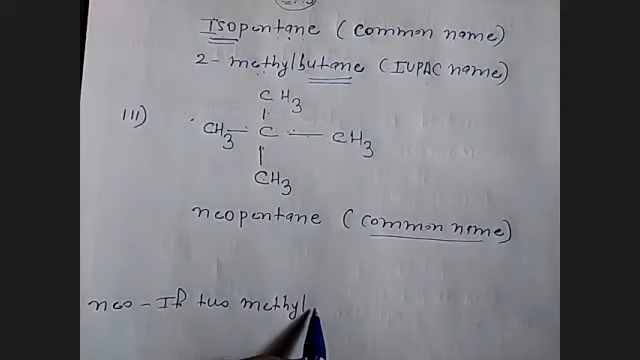 Isopentane (common name)
2-methylbutane (IUPAC name)
CH3
III) CH3 — C — CH3
CH3
neopentane (common name)
neo - If two methyl